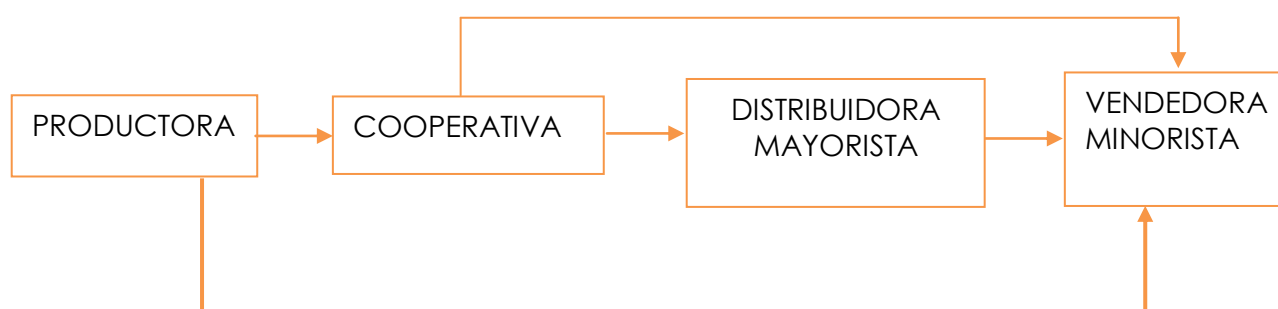 PRODUCTORA
COOPERATIVA
DISTRIBUIDORA
MAYORISTA
VENDEDORA
MINORISTA